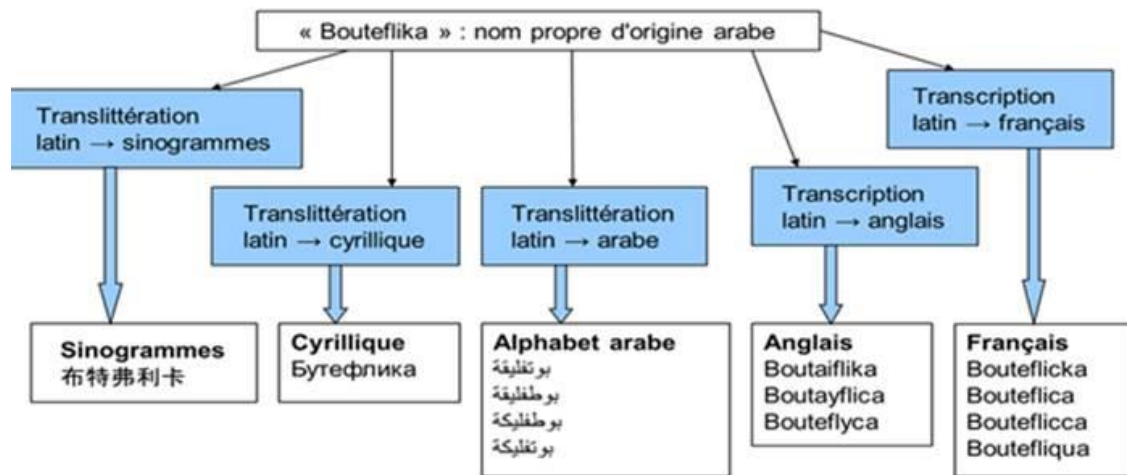 « Bouteflika » : nom propre d'origine arabe
Translittération
latin → sinogrammes
Translittération
latin → cyrillique
Translittération
latin → arabe
Transcription
latin → anglais
Transcription
latin → français
Sinogrammes
布特弗利卡
Cyrillique
Бутефлика
Alphabet arabe
بوتفليقة
بوطفليقة
بوطفليكة
بوتفليكة
Anglais
Boutaiflika
Boutayflica
Bouteflyca
Français
Bouteflicka
Bouteflica
Bouteflicca
Boutefliqua